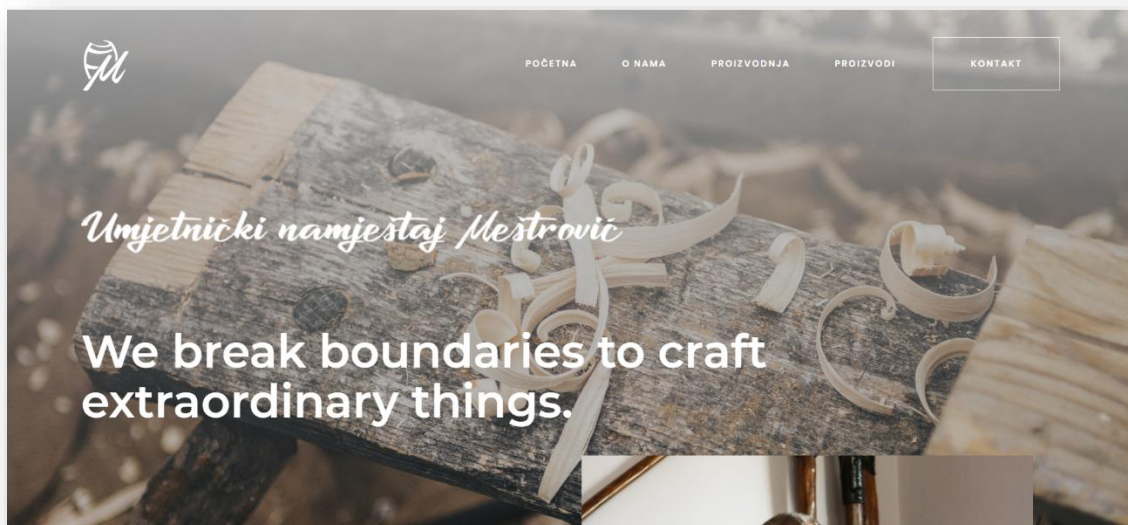 POČETNA
O NAMA
PROIZVODNJA
PROIZVODI
KONTAKT
Umjetnički namještaj Meštrović
We break boundaries to craft
extraordinary things.